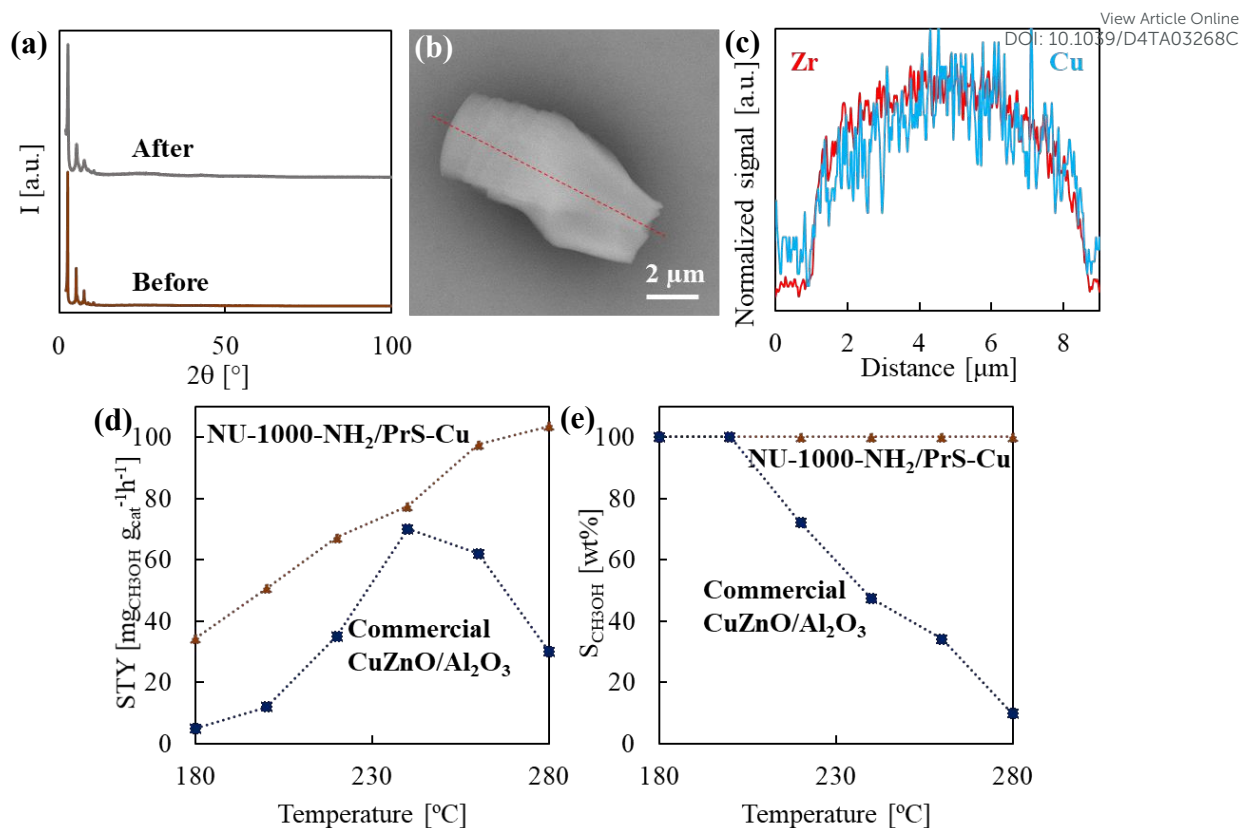 View Article Online
DOI: 10.1039/D4TA03268C
(a)
After
Before
I [a.u.]
0 50 100
2θ [°]
(b)
2 μm
(c)
Zr Cu
Normalized signal [a.u.]
0 2 4 6 8
Distance [μm]
(d)
NU-1000-NH₂/PrS-Cu
Commercial
CuZnO/Al₂O₃
STY [mg_CH3OH g_cat⁻¹h⁻¹]
100
80
60
40
20
0
180 230 280
Temperature [ºC]
(e)
NU-1000-NH₂/PrS-Cu
Commercial
CuZnO/Al₂O₃
S_CH3OH [wt%]
100
80
60
40
20
0
180 230 280
Temperature [ºC]